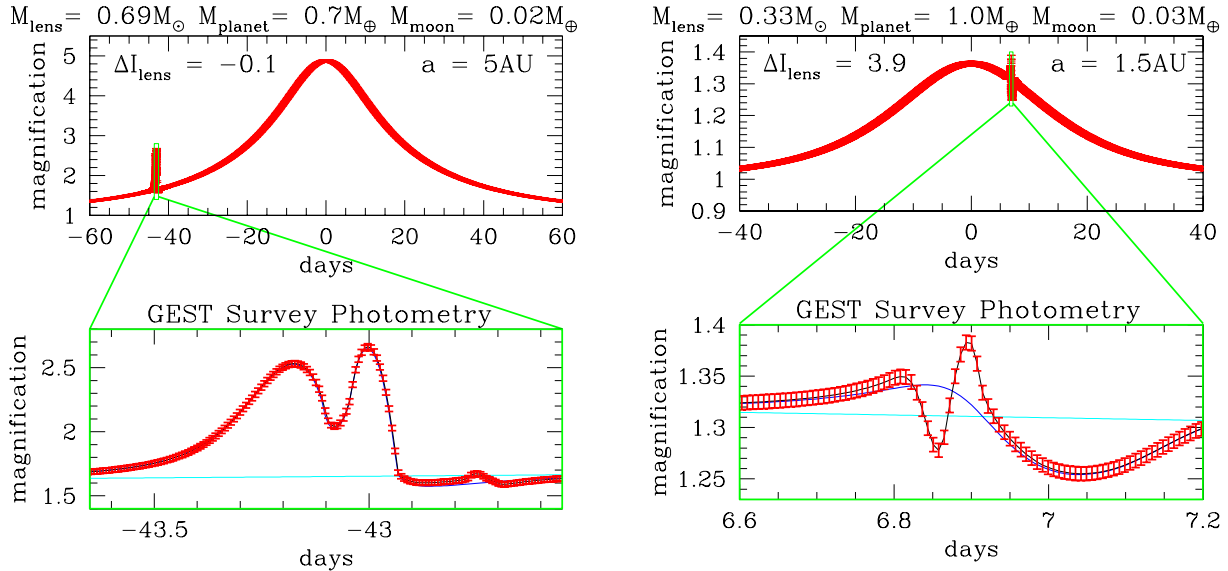 M_lens = 0.69M_⊙ M_planet = 0.7M_⊕ M_moon = 0.02M_⊕
ΔI_lens = −0.1
a = 5AU
magnification
5
4
3
2
1
−60 −40 −20 0 20 40 60
days
GEST Survey Photometry
magnification
2.5
2
1.5
−43.5 −43
days
M_lens = 0.33M_⊙ M_planet = 1.0M_⊕ M_moon = 0.03M_⊕
ΔI_lens = 3.9
a = 1.5AU
magnification
1.4
1.3
1.2
1.1
1
0.9
−40 −20 0 20 40
days
GEST Survey Photometry
magnification
1.4
1.35
1.3
1.25
6.6 6.8 7 7.2
days